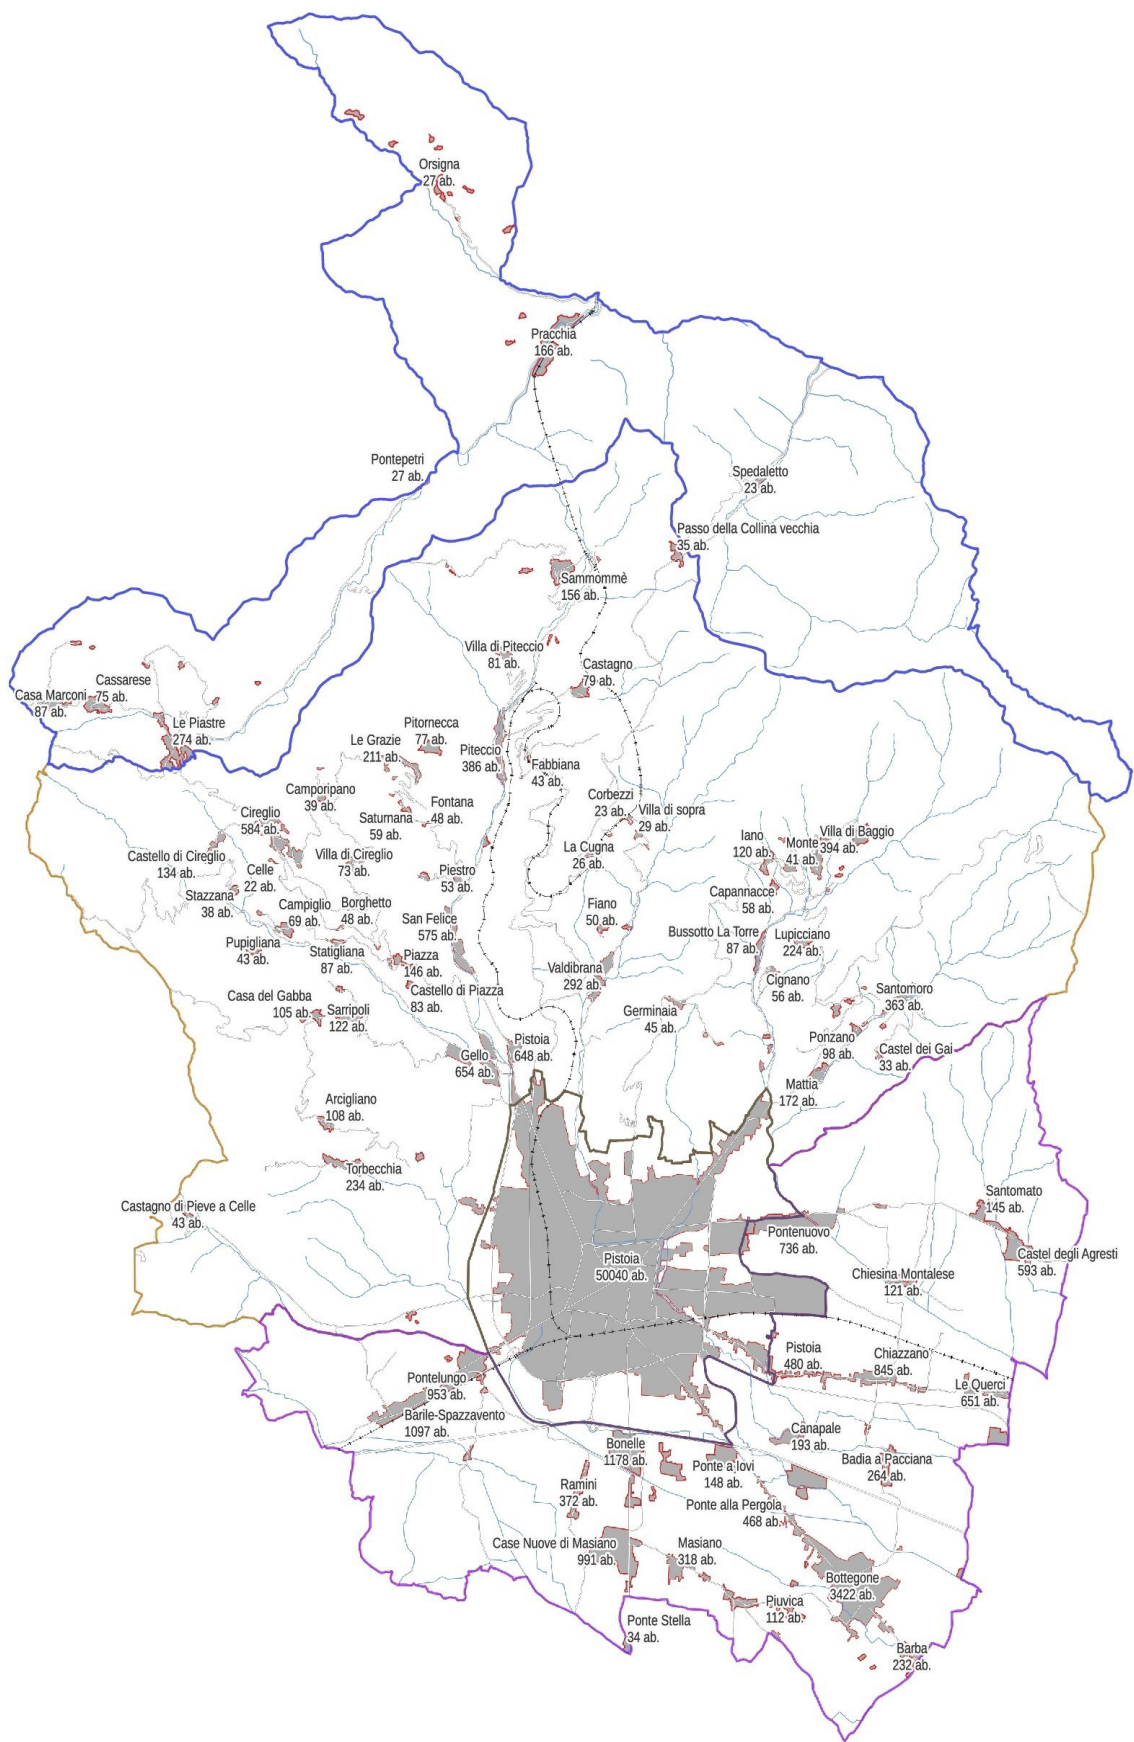 Orsigna
27 ab.
Pracchia
166 ab.
Pontepetri
27 ab.
Spedaletto
23 ab.
Passo della Collina vecchia
35 ab.
Sammommè
156 ab.
Villa di Piteccio
81 ab.
Castagno
79 ab.
Cassarese
75 ab.
Casa Marconi
87 ab.
Le Piastre
274 ab.
Pitornecca
77 ab.
Le Grazie
211 ab.
Piteccio
386 ab.
Fabbiana
43 ab.
Camporipano
39 ab.
Corbezzi
23 ab.
Villa di sopra
29 ab.
Fontana
48 ab.
Saturnana
59 ab.
Cireglio
584 ab.
Iano
120 ab.
Monte
41 ab.
Villa di Baggio
394 ab.
La Cugna
26 ab.
Castello di Cireglio
134 ab.
Villa di Cireglio
73 ab.
Celle
22 ab.
Piestro
53 ab.
Stazzana
38 ab.
Capannacce
58 ab.
Campiglio
69 ab.
Borghetto
48 ab.
Fiano
50 ab.
San Felice
575 ab.
Bussotto La Torre
87 ab.
Lupicciano
224 ab.
Pupigliana
43 ab.
Statigliana
87 ab.
Piazza
146 ab.
Valdibrana
292 ab.
Cignano
56 ab.
Castello di Piazza
83 ab.
Santomoro
363 ab.
Casa del Gabba
105 ab.
Sarripoli
122 ab.
Germinaia
45 ab.
Ponzano
98 ab.
Castel dei Gai
33 ab.
Pistoia
648 ab.
Gello
654 ab.
Mattia
172 ab.
Arcigliano
108 ab.
Torbecchia
234 ab.
Castagno di Pieve a Celle
43 ab.
Santomato
145 ab.
Pontenuovo
736 ab.
Castel degli Agresti
593 ab.
Pistoia
50040 ab.
Chiesina Montalese
121 ab.
Pistoia
480 ab.
Chiazzano
845 ab.
Le Querci
651 ab.
Pontelungo
953 ab.
Barile-Spazzavento
1097 ab.
Canapale
193 ab.
Bonelle
1178 ab.
Ponte a Iovi
148 ab.
Badia a Pacciana
264 ab.
Ramini
372 ab.
Ponte alla Pergola
468 ab.
Case Nuove di Masiano
991 ab.
Masiano
318 ab.
Bottegone
3422 ab.
Piuvica
112 ab.
Ponte Stella
34 ab.
Barba
232 ab.